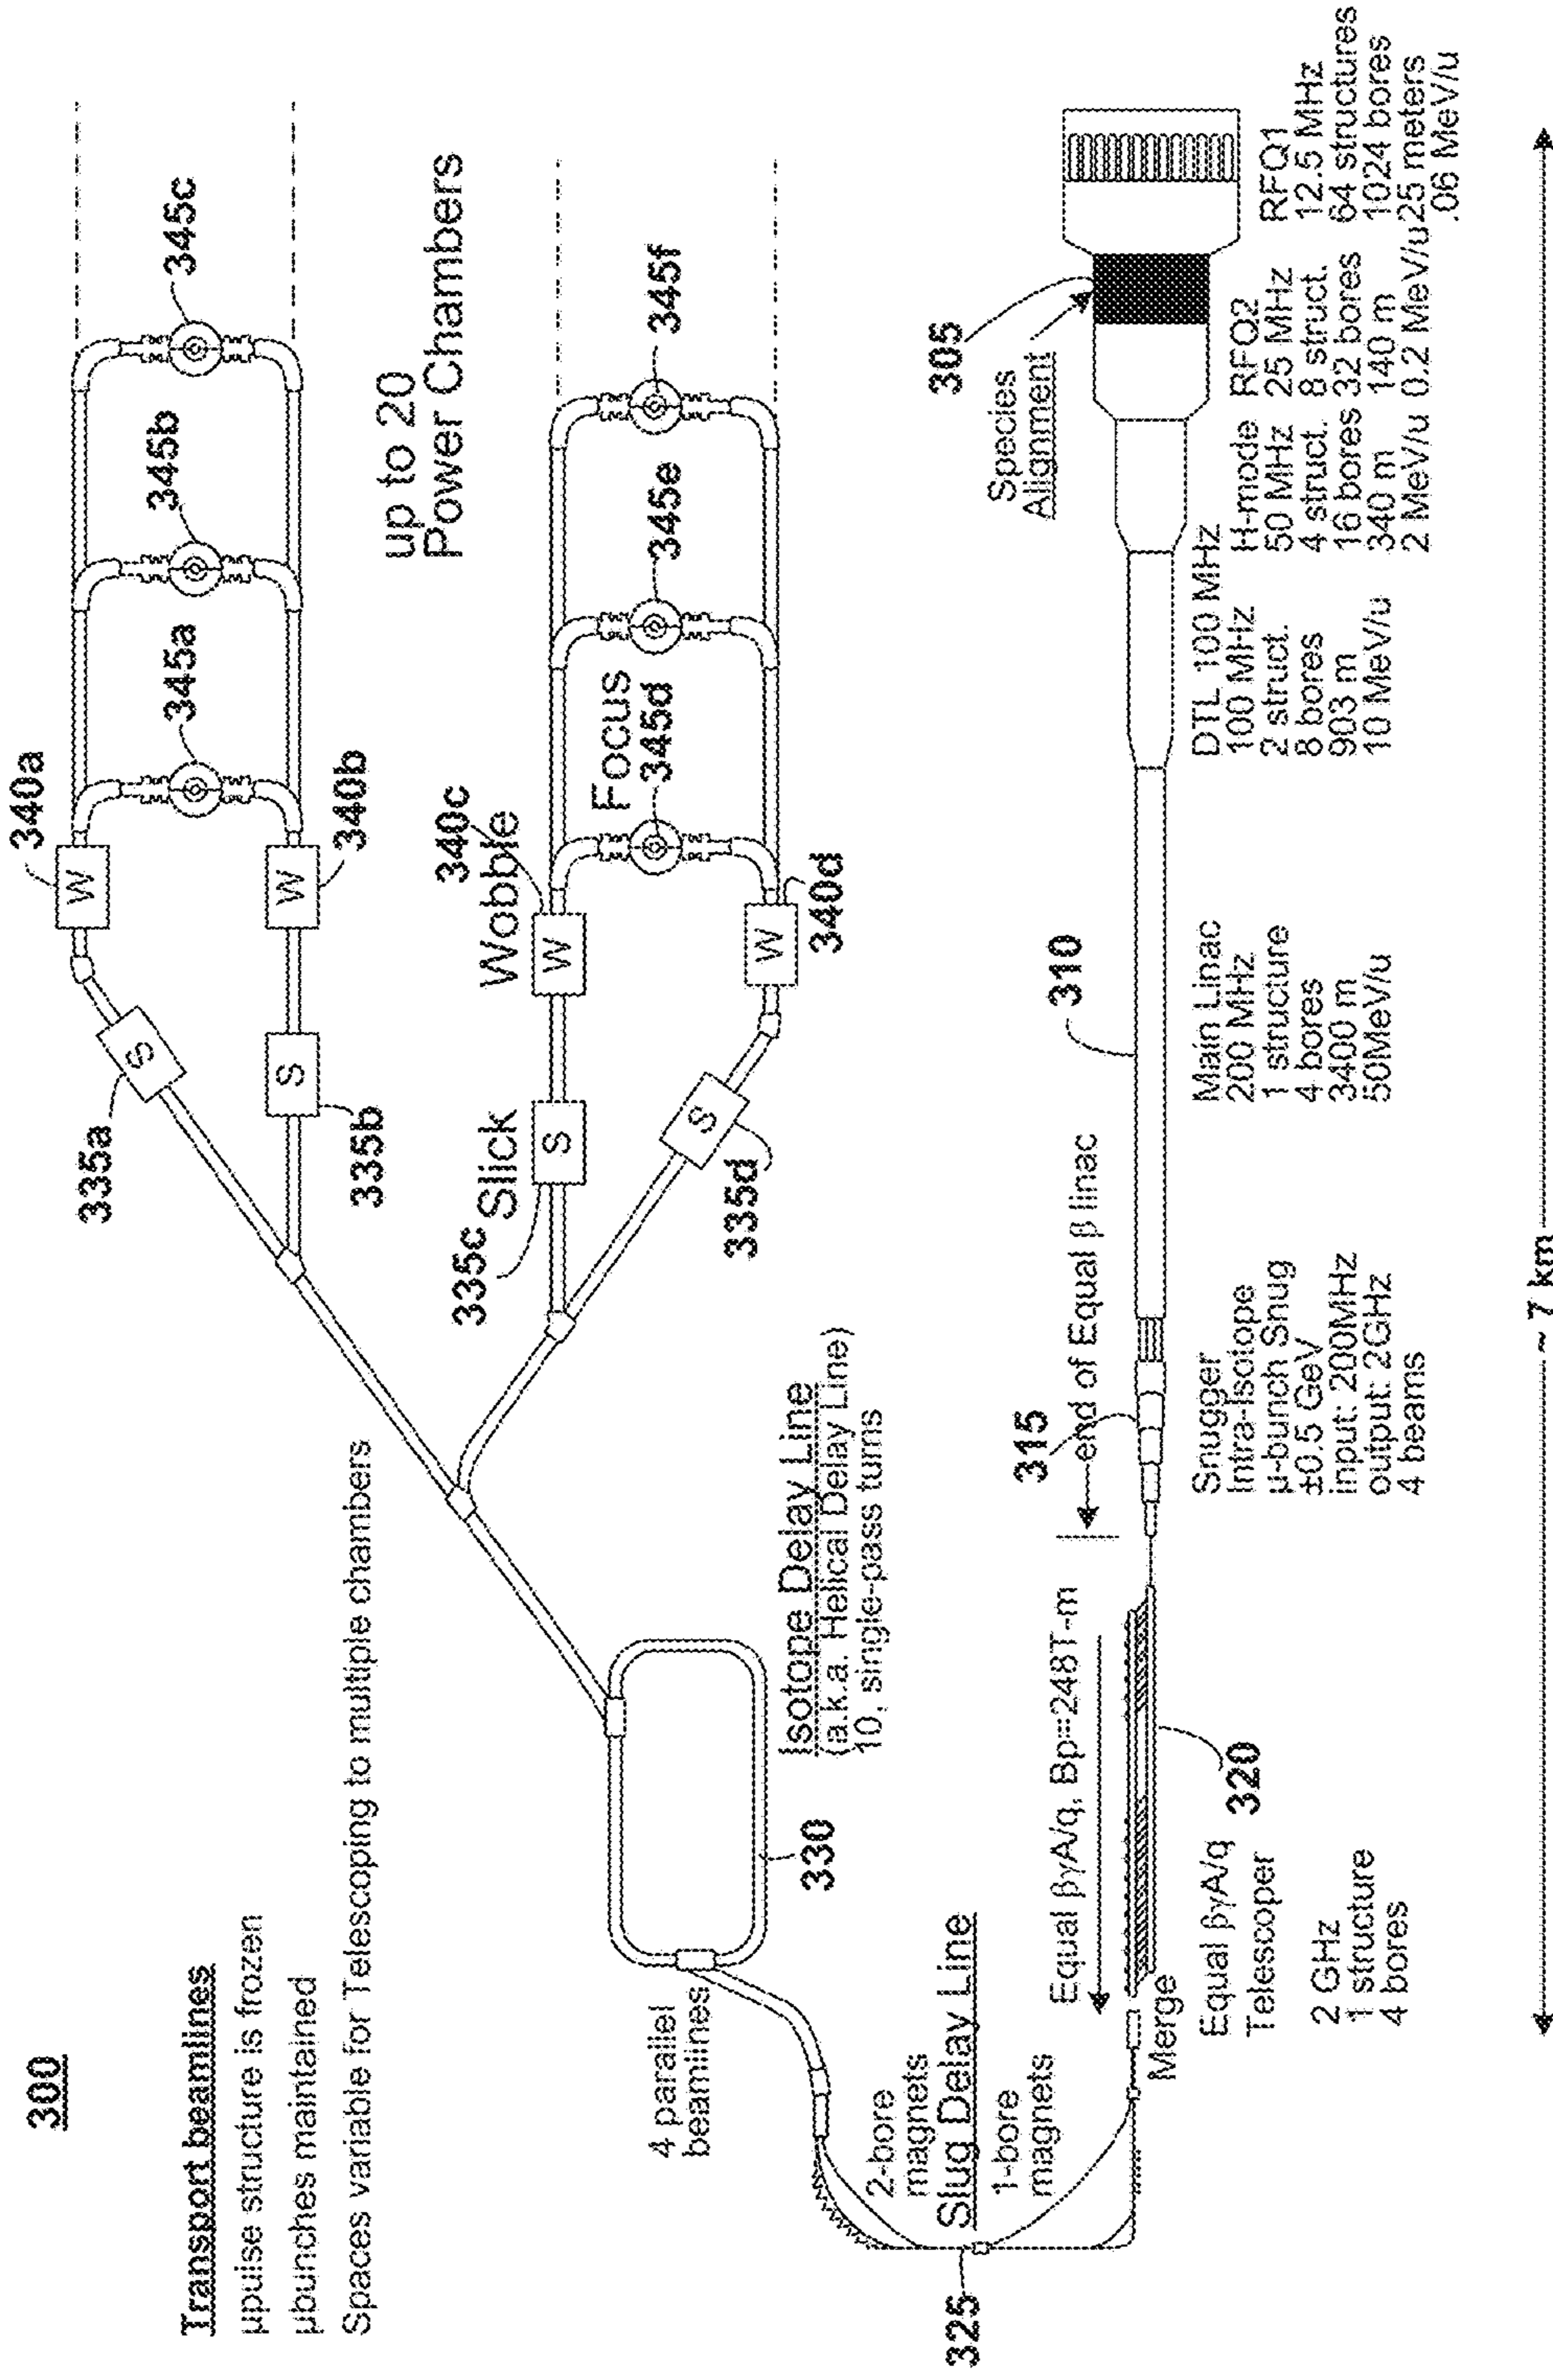 300
Transport beamlines
µpulse structure is frozen
µbunches maintained
Spaces variable for Telescoping to multiple chambers
335a
S
340a
W
345a
345b
345c
335b
S
340b
W
up to 20
Power Chambers
335c
Slick
S
340c
Wobble
W
Focus
345d
345e
345f
335d
S
340d
W
4 parallel
beamlines
330
Isotope Delay Line
(a.k.a. Helical Delay Line)
10, single-pass turns
325
2-bore
magnets
Slug Delay Line
1-bore
magnets
Merge
Equal βγA/q, Bρ=248T-m
320
Equal βγA/q
Telescoper
2 GHz
1 structure
4 bores
315
end of Equal β linac
Snugger
Intra-Isotope
µ-bunch Snug
±0.5 GeV
input: 200MHz
output: 2GHz
4 beams
310
Main Linac
200 MHz
1 structure
4 bores
3400 m
50MeV/u
DTL 100 MHz
100 MHz
2 struct.
8 bores
903 m
10 MeV/u
H-mode
50 MHz
4 struct.
16 bores
340 m
2 MeV/u
305
Species
Alignment
RFQ2
25 MHz
8 struct.
32 bores
140 m
0.2 MeV/u
RFQ1
12.5 MHz
64 structures
1024 bores
25 meters
.06 MeV/u
~ 7 km